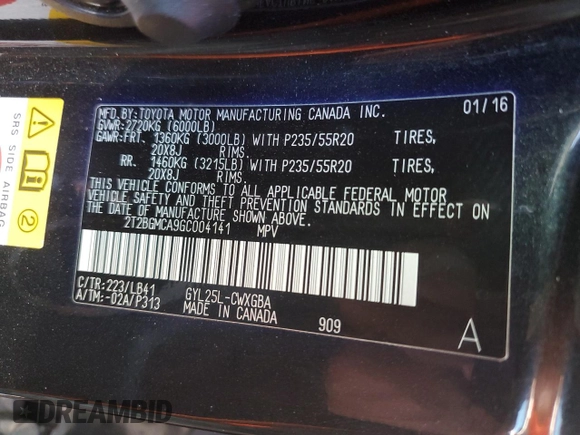 MFD.BY:TOYOTA MOTOR MANUFACTURING CANADA INC. 01/16
GVWR:2720KG (6000LB)
GAWR:FRT. 1360KG (3000LB) WITH P235/55R20 TIRES,
20X8J RIMS.
RR. 1460KG (3215LB) WITH P235/55R20 TIRES,
20X8J RIMS.
THIS VEHICLE CONFORMS TO ALL APPLICABLE FEDERAL MOTOR
VEHICLE SAFETY AND THEFT PREVENTION STANDARDS IN EFFECT ON
THE DATE OF MANUFACTURE SHOWN ABOVE.
2T2BGMCA9GC004141 MPV
C/TR:223/LB41 GYL25L-CWXGBA
A/TM:-02A/P313 MADE IN CANADA 909 A
SRS SIDE AIRBAG
2
DREAMBID